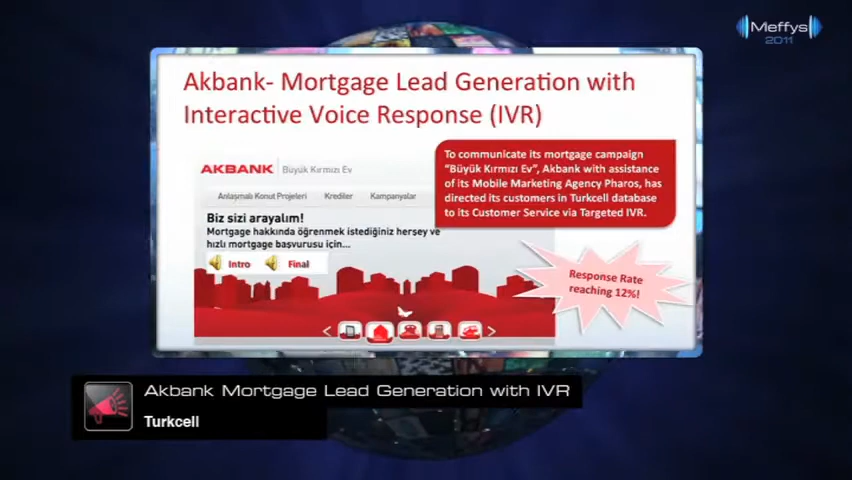 Meffys
2011
Akbank- Mortgage Lead Generation with
Interactive Voice Response (IVR)
To communicate its mortgage campaign
“Büyük Kırmızı Ev”, Akbank with assistance
of its Mobile Marketing Agency Pharos, has
directed its customers in Turkcell database
to its Customer Service via Targeted IVR.
AKBANK Büyük Kırmızı Ev
Anlaşmalı Konut Projeleri Krediler Kampanyalar
Biz sizi arayalım!
Mortgage hakkında öğrenmek istediğiniz herşey ve
hızlı mortgage başvurusu için...
Intro Final
Response Rate
reaching 12%!
Akbank Mortgage Lead Generation with IVR
Turkcell